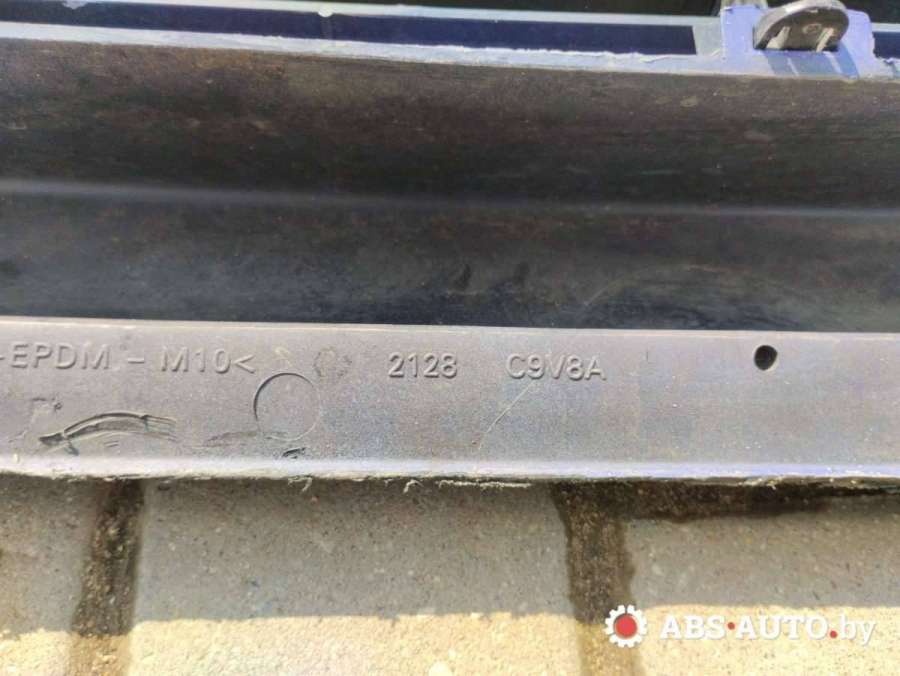 -EPDM - M10< 2128 C9V8A
ABS-AUTO.by